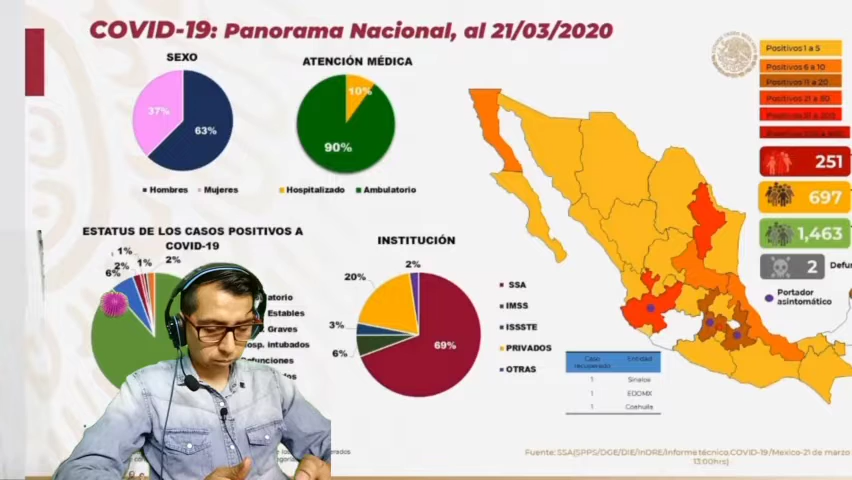 COVID-19: Panorama Nacional, al 21/03/2020
SEXO
37%
63%
Hombres
Mujeres
ATENCIÓN MÉDICA
10%
90%
Hospitalizado
Ambulatorio
Positivos 1 a 5
Positivos 6 a 10
Positivos 11 a 20
251
697
1,463
2 Defu
Portador
asintomático
ESTATUS DE LOS CASOS POSITIVOS A
COVID-19
1%
2%
1%
2%
6%
atorio
Estables
Graves
osp. intubados
efunciones
dos
INSTITUCIÓN
2%
20%
3%
6%
69%
SSA
IMSS
ISSSTE
PRIVADOS
OTRAS
Caso
recuperado
Entidad
1 Sinaloa
1 EDOMX
1 Coahuila
Fuente: SSA(SPPS/DGE/DIE/InDRE/Informe técnico.COVID-19/Mexico-21 de marzo
13:00hrs)